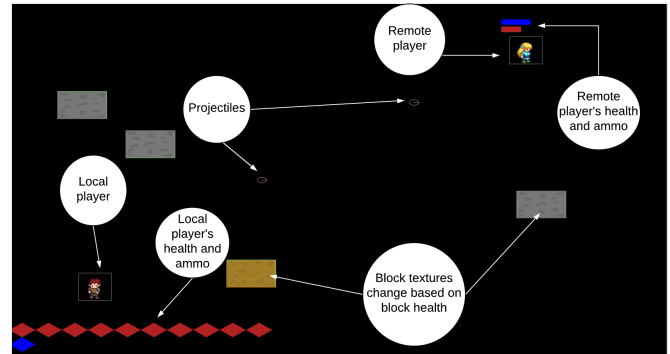 Remote
player
Projectiles
Remote
player's health
and ammo
Local
player
Local
player's
health and
ammo
Block textures
change based on
block health